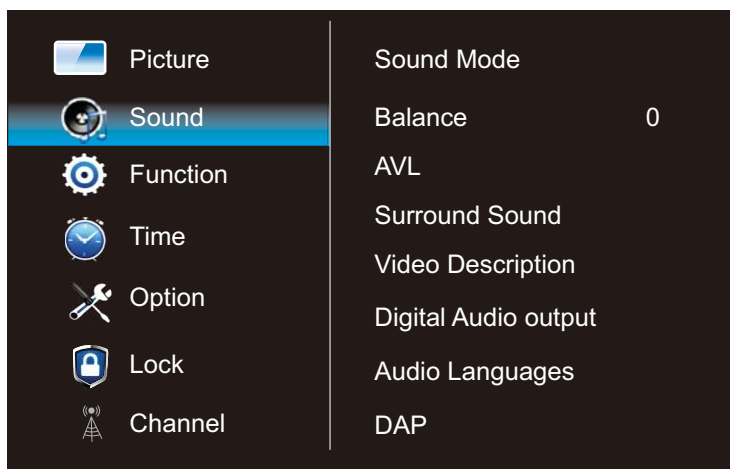 Picture
Sound
Function
Time
Option
Lock
Channel
Sound Mode
Balance 0
AVL
Surround Sound
Video Description
Digital Audio output
Audio Languages
DAP